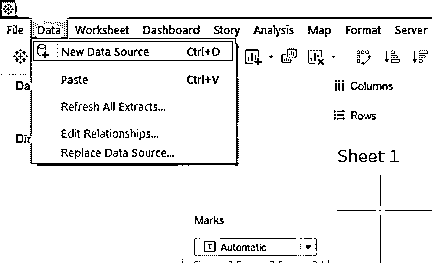 File Data Worksheet Dashboard Story Analysis Map Format Server
New Data Source Ctrl+D
Paste Ctrl+V
Refresh All Extracts...
Edit Relationships...
Replace Data Source...
Da
Di
Columns
Rows
Sheet 1
Marks
Automatic